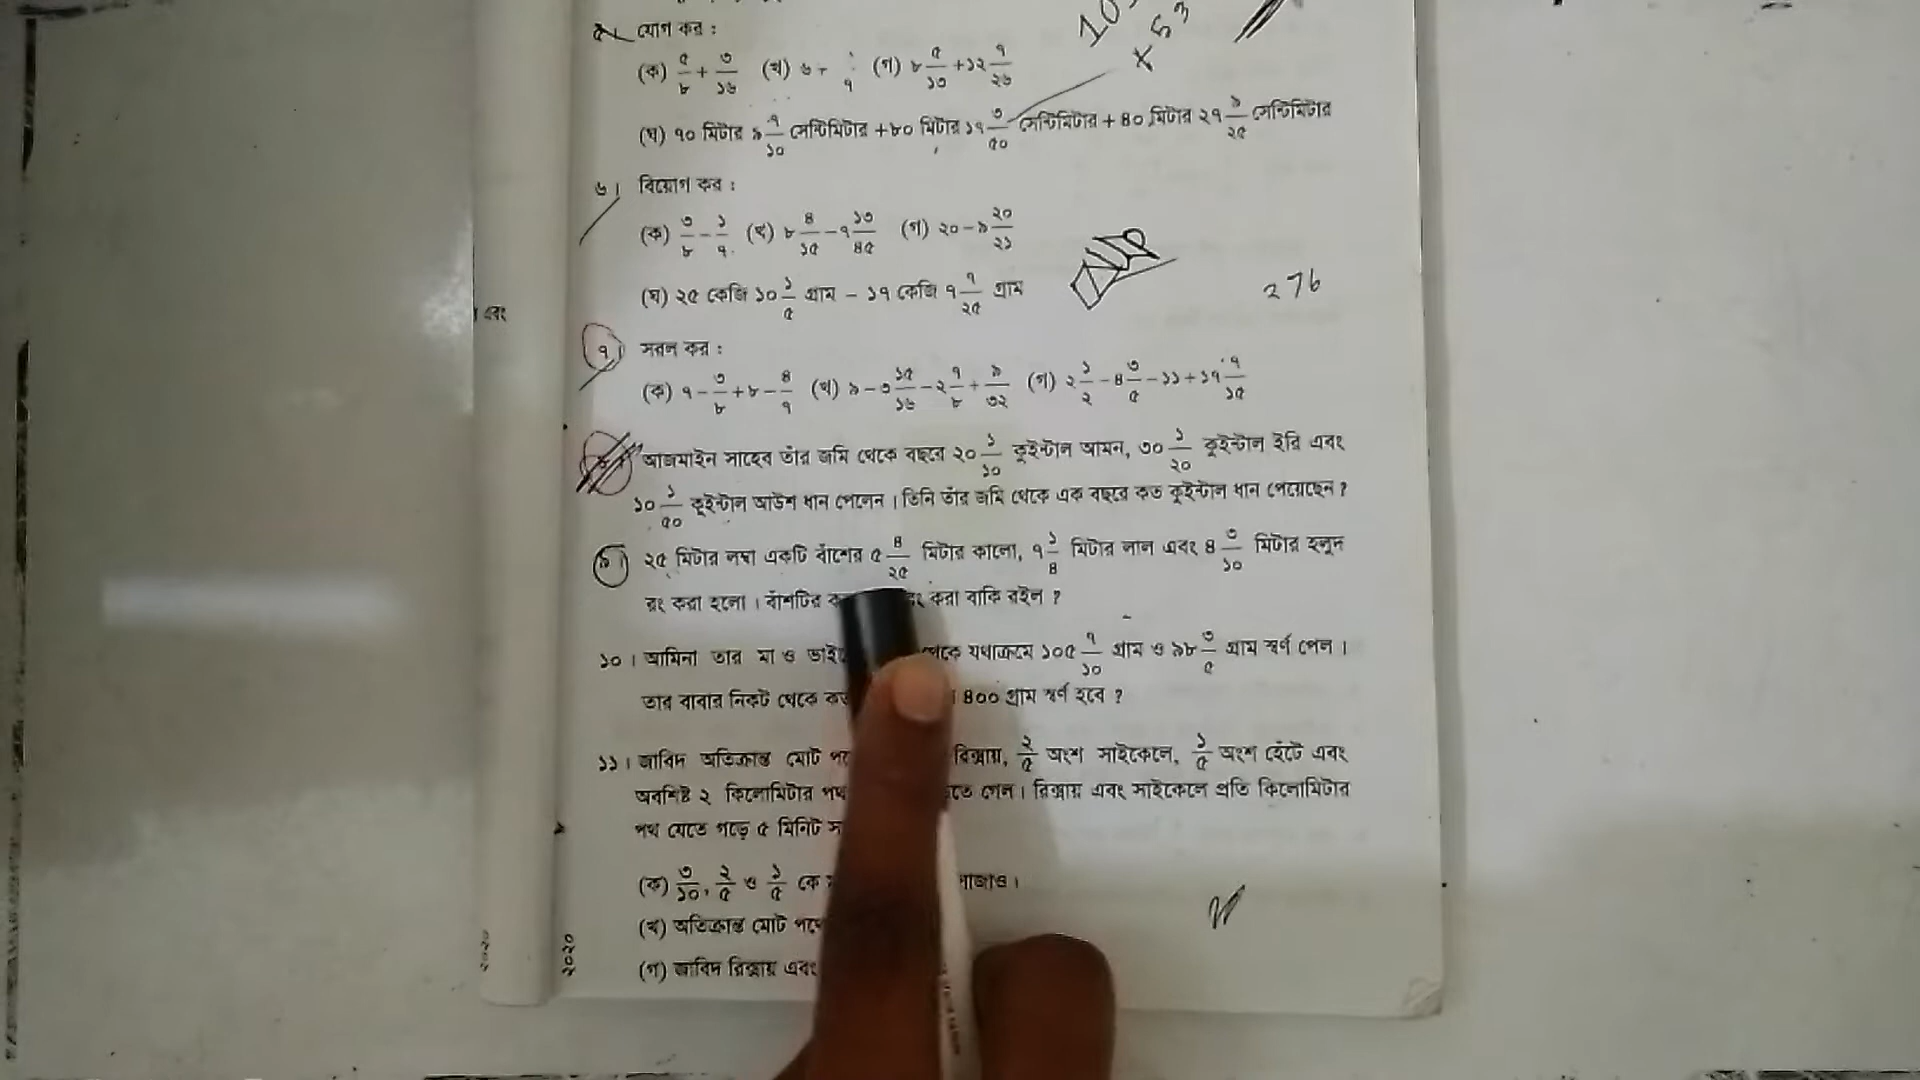 যোগ কর :
(ক) ৫/৮ + ৩/১৬ (খ) ৬ + (গ) ৮ ৫/১৩ + ১২ ৭/২৬
(ঘ) ৭০ মিটার ৯ ৭/১০ সেন্টিমিটার + ৮০ মিটার ১৭ ৩/৫০ সেন্টিমিটার + ৪০ মিটার ২৭ ৯/২৫ সেন্টিমিটার
৬। বিয়োগ কর :
(ক) ৩/৮ - ১/৭ (খ) ৮ ৪/১৫ - ৭ ১৩/৪৫ (গ) ২০ - ৯ ২০/২১
(ঘ) ২৫ কেজি ১০ ১/৫ গ্রাম - ১৭ কেজি ৭ ৭/২৫ গ্রাম
276
এবং
৭। সরল কর :
(ক) ৭ - ৩/৮ + ৮ - ৪/৭ (খ) ৯ - ৩ ১৫/১৬ - ২ ৭/৮ + ৯/৩২ (গ) ২ ১/২ - ৪ ৩/৫ - ১১ + ১৭ ৭/১৫
আজমাইন সাহেব তাঁর জমি থেকে বছরে ২০ ১/১০ কুইন্টাল আমন, ৩০ ১/২০ কুইন্টাল ইরি এবং
১০ ১/৫০ কুইন্টাল আউশ ধান পেলেন। তিনি তাঁর জমি থেকে এক বছরে কত কুইন্টাল ধান পেয়েছেন?
৯। ২৫ মিটার লম্বা একটি বাঁশের ৫ ৪/২৫ মিটার কালো, ৭ ১/৪ মিটার লাল এবং ৪ ৩/১০ মিটার হলুদ
রং করা হলো। বাঁশটির করা বাকি রইল?
১০। আমিনা তার মা ও থেকে যথাক্রমে ১০৫ ৭/১০ গ্রাম ও ৯৮ ৩/৫ গ্রাম স্বর্ণ পেল।
তার বাবার নিকট থেকে কত ৪০০ গ্রাম স্বর্ণ হবে?
১১। জাবিদ অতিক্রান্ত মোট রিক্সায়, ২/৫ অংশ সাইকেলে, ১/৫ অংশ হেঁটে এবং
অবশিষ্ট ২ কিলোমিটার পথ গেল। রিক্সায় এবং সাইকেলে প্রতি কিলোমিটার
পথ যেতে গড়ে ৫ মিনিট
(ক) ৩/১০, ২/৫ ও ১/৫ কে সাজাও।
(খ) অতিক্রান্ত মোট
(গ) জাবিদ রিক্সায় এবং
২০২০
২০২০